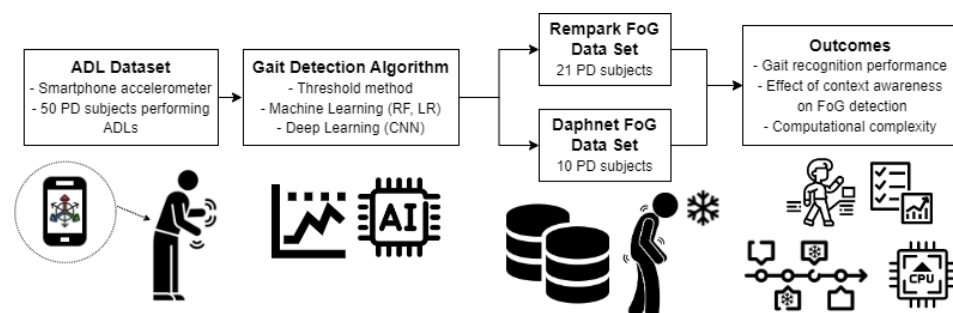 ADL Dataset
- Smartphone accelerometer
- 50 PD subjects performing
ADLs
Gait Detection Algorithm
- Threshold method
- Machine Learning (RF, LR)
- Deep Learning (CNN)
Rempark FoG
Data Set
21 PD subjects
Daphnet FoG
Data Set
10 PD subjects
Outcomes
- Gait recognition performance
- Effect of context awareness
on FoG detection
- Computational complexity
AI
CPU